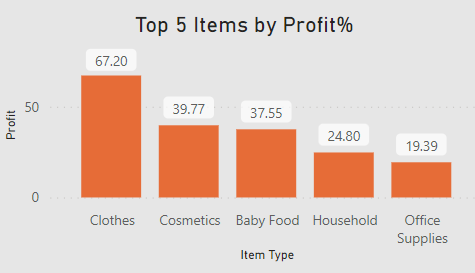 Top 5 Items by Profit%
67.20
39.77
37.55
24.80
19.39
50
0
Profit
Clothes
Cosmetics
Baby Food
Household
Office
Supplies
Item Type